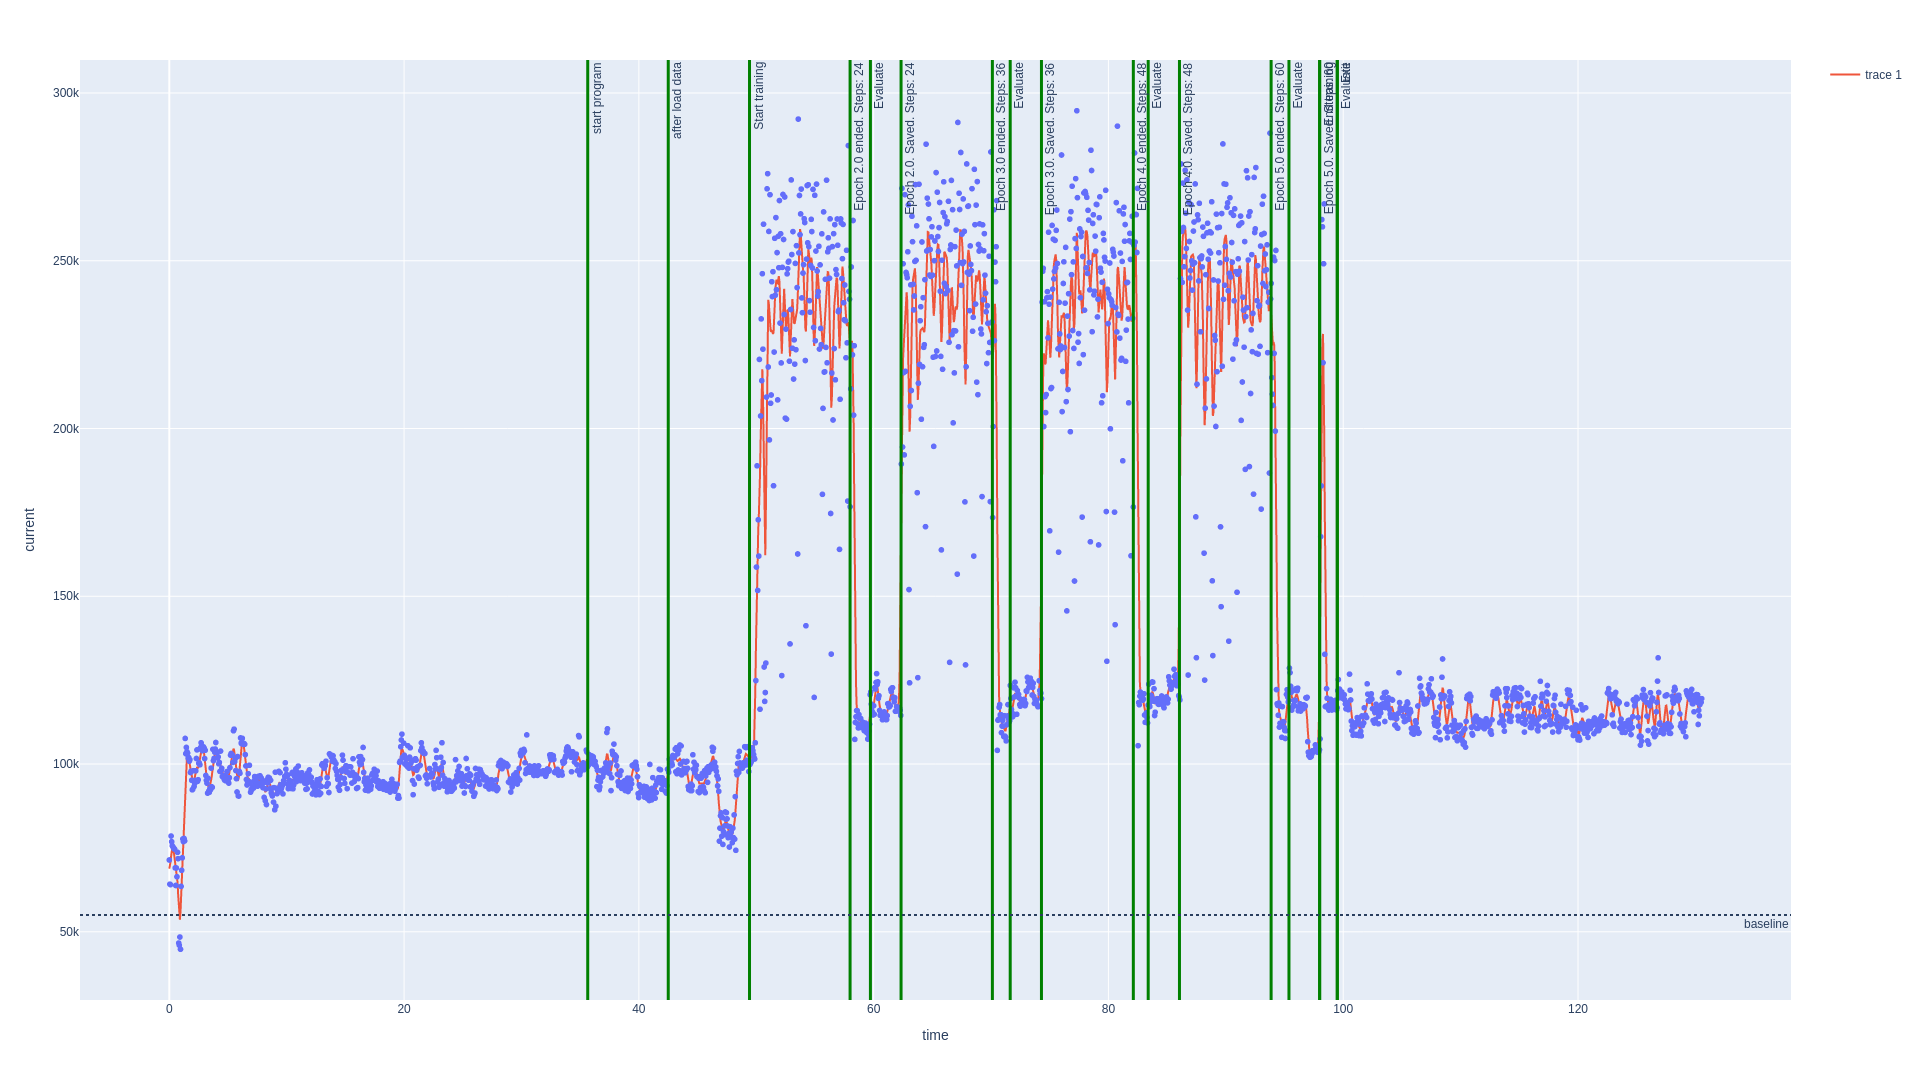 300k
250k
200k
150k
100k
50k
current
0
20
40
60
80
100
120
time
start program
after load data
Start training
Epoch 2.0 ended. Steps: 24
Evaluate
Epoch 2.0. Saved. Steps: 24
Epoch 3.0 ended. Steps: 36
Evaluate
Epoch 3.0. Saved. Steps: 36
Epoch 4.0 ended. Steps: 48
Evaluate
Epoch 4.0. Saved. Steps: 48
Epoch 5.0 ended. Steps: 60
Evaluate
Epoch 5.0. Saved. Steps: 60
Evaluate
baseline
trace 1